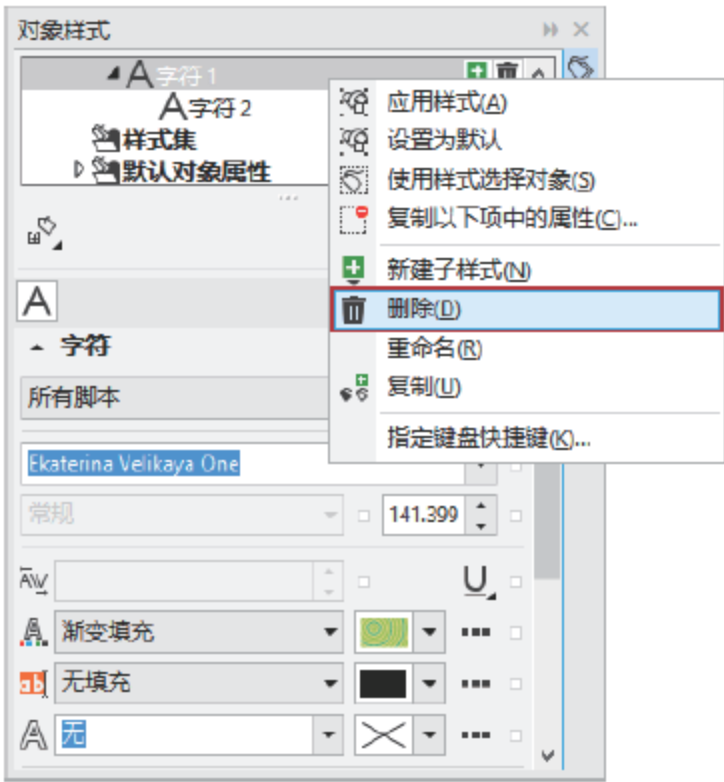 对象样式
字符 1
字符 2
样式集
默认对象属性
应用样式(A)
设置为默认
使用样式选择对象(S)
复制以下项中的属性(C)...
新建子样式(N)
删除(D)
重命名(R)
复制(U)
指定键盘快捷键(K)...
A
字符
所有脚本
Ekaterina Velikaya One
常规
141.399
AV
U
渐变填充
ab
无填充
无